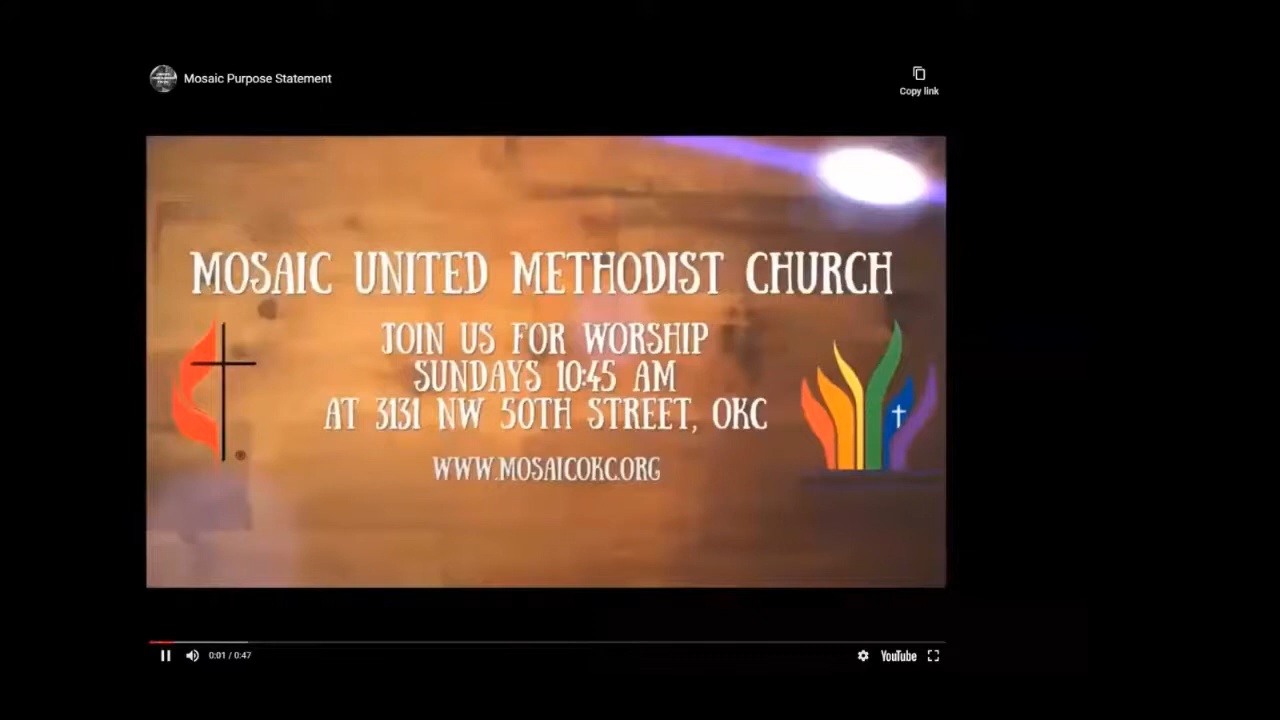 Mosaic Purpose Statement
Copy link
MOSAIC UNITED METHODIST CHURCH
JOIN US FOR WORSHIP
SUNDAYS 10:45 AM
AT 3131 NW 50TH STREET, OKC
WWW.MOSAICOKC.ORG
0:01 / 0:47
YouTube